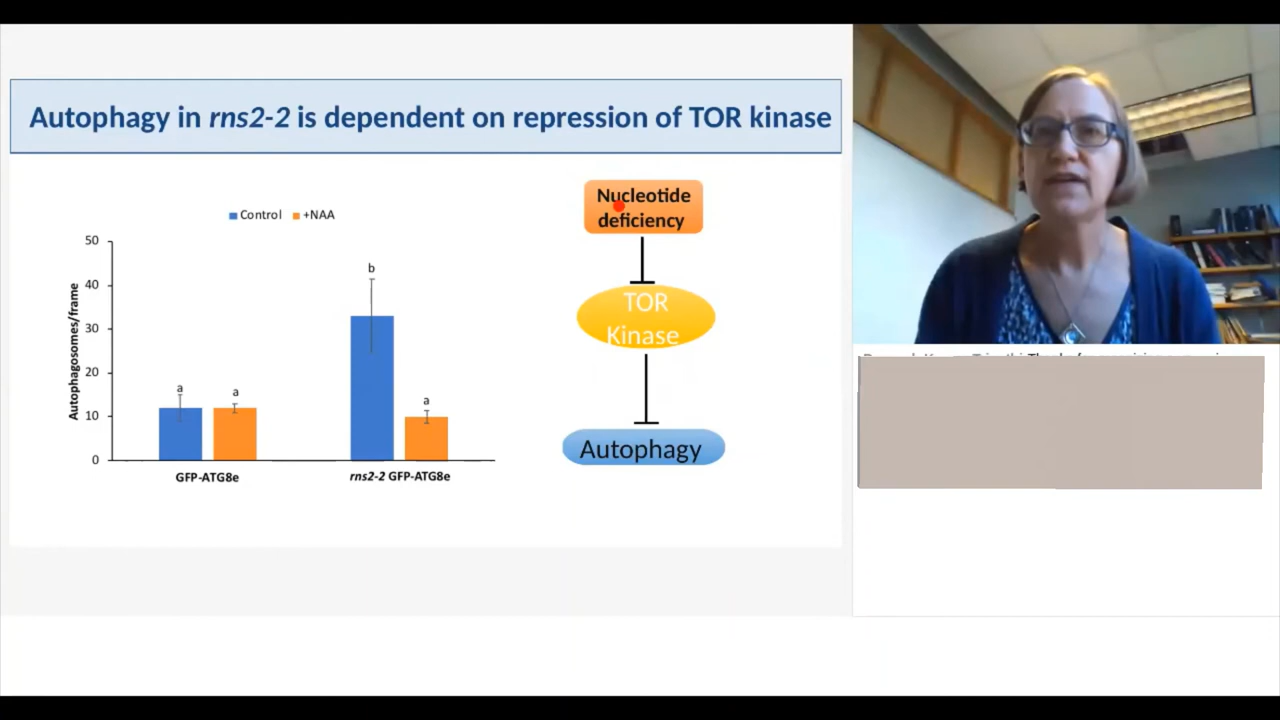 Autophagy in rns2-2 is dependent on repression of TOR kinase
Control +NAA
50
40
30
20
10
0
Autophagosomes/frame
a
a
b
a
GFP-ATG8e
rns2-2 GFP-ATG8e
Nucleotide
deficiency
TOR
Kinase
Autophagy